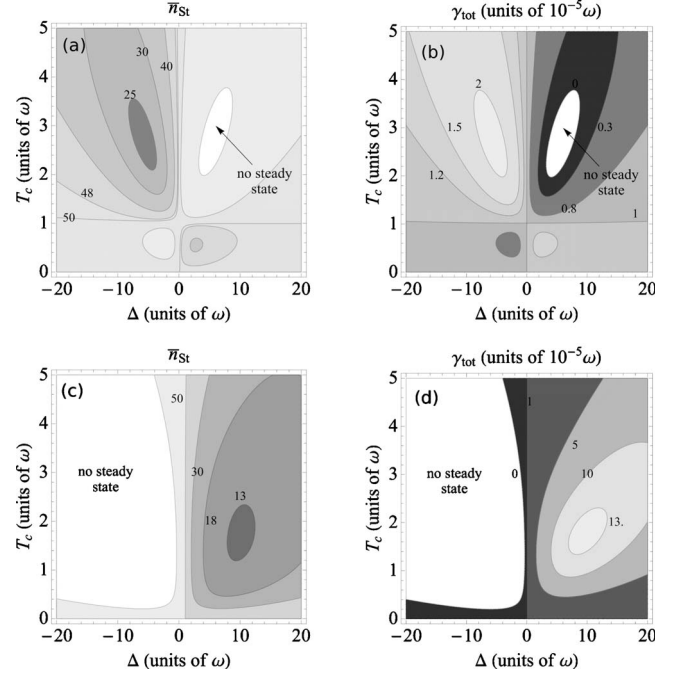 n̅St
γtot (units of 10⁻⁵ω)
(a)
30
40
25
48
50
no steady
state
Tc (units of ω)
5
4
3
2
1
0
−20 −10 0 10 20
Δ (units of ω)
(b)
2
0
1.5
0.3
1.2
no steady
state
0.8
1
Tc (units of ω)
5
4
3
2
1
0
−20 −10 0 10 20
Δ (units of ω)
n̅St
γtot (units of 10⁻⁵ω)
(c)
50
no steady
state
30
13
18
Tc (units of ω)
5
4
3
2
1
0
−20 −10 0 10 20
Δ (units of ω)
(d)
1
5
no steady
state
0
10
13.
Tc (units of ω)
5
4
3
2
1
0
−20 −10 0 10 20
Δ (units of ω)